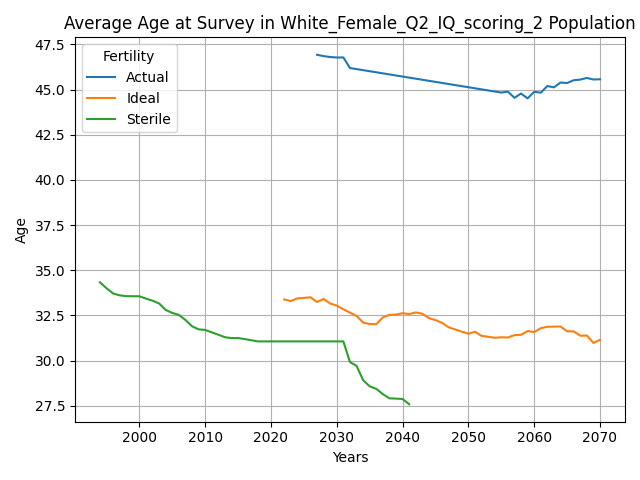 Average Age at Survey in White_Female_Q2_IQ_scoring_2 Population
47.5
45.0
42.5
40.0
37.5
35.0
32.5
30.0
27.5
Age
Fertility
Actual
Ideal
Sterile
2000
2010
2020
2030
2040
2050
2060
2070
Years